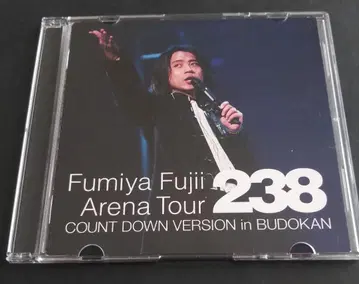 Fumiya Fujii
Arena Tour 238
COUNT DOWN VERSION in BUDOKAN